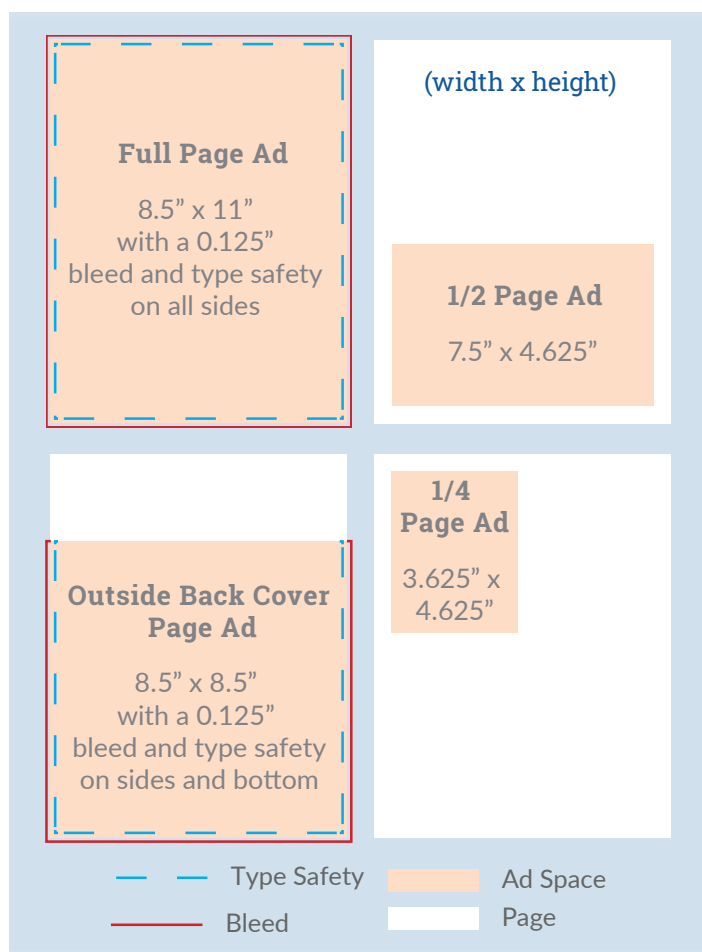 Full Page Ad
8.5” x 11”
with a 0.125”
bleed and type safety
on all sides
(width x height)
1/2 Page Ad
7.5” x 4.625”
Outside Back Cover
Page Ad
8.5” x 8.5”
with a 0.125”
bleed and type safety
on sides and bottom
1/4
Page Ad
3.625” x
4.625”
Type Safety
Bleed
Ad Space
Page